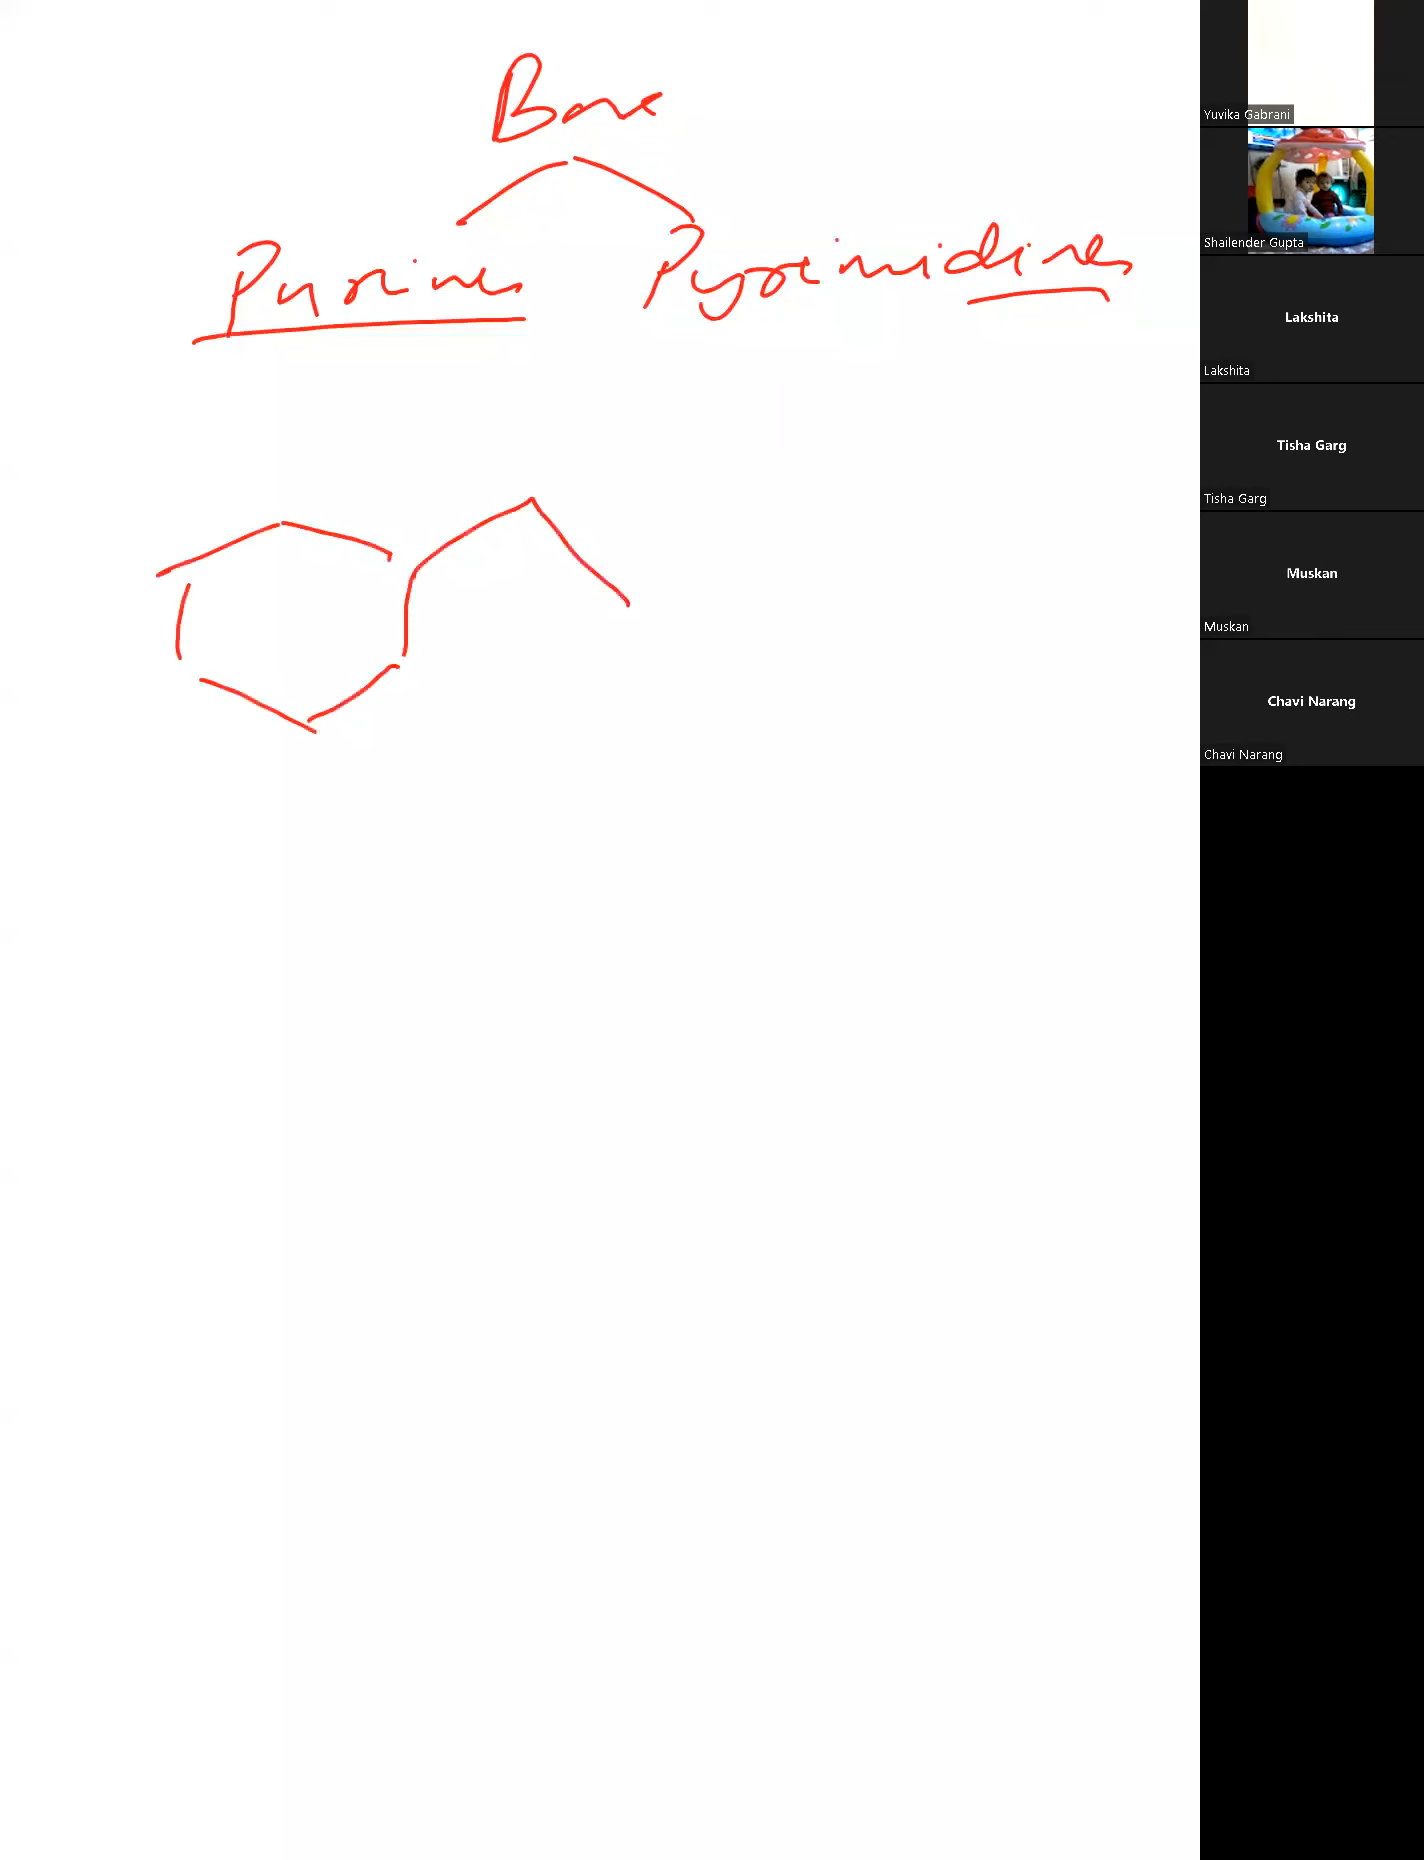 Base
Purines Pyrimidines
Yuvika Gabrani
Shailender Gupta
Lakshita
Lakshita
Tisha Garg
Tisha Garg
Muskan
Muskan
Chavi Narang
Chavi Narang